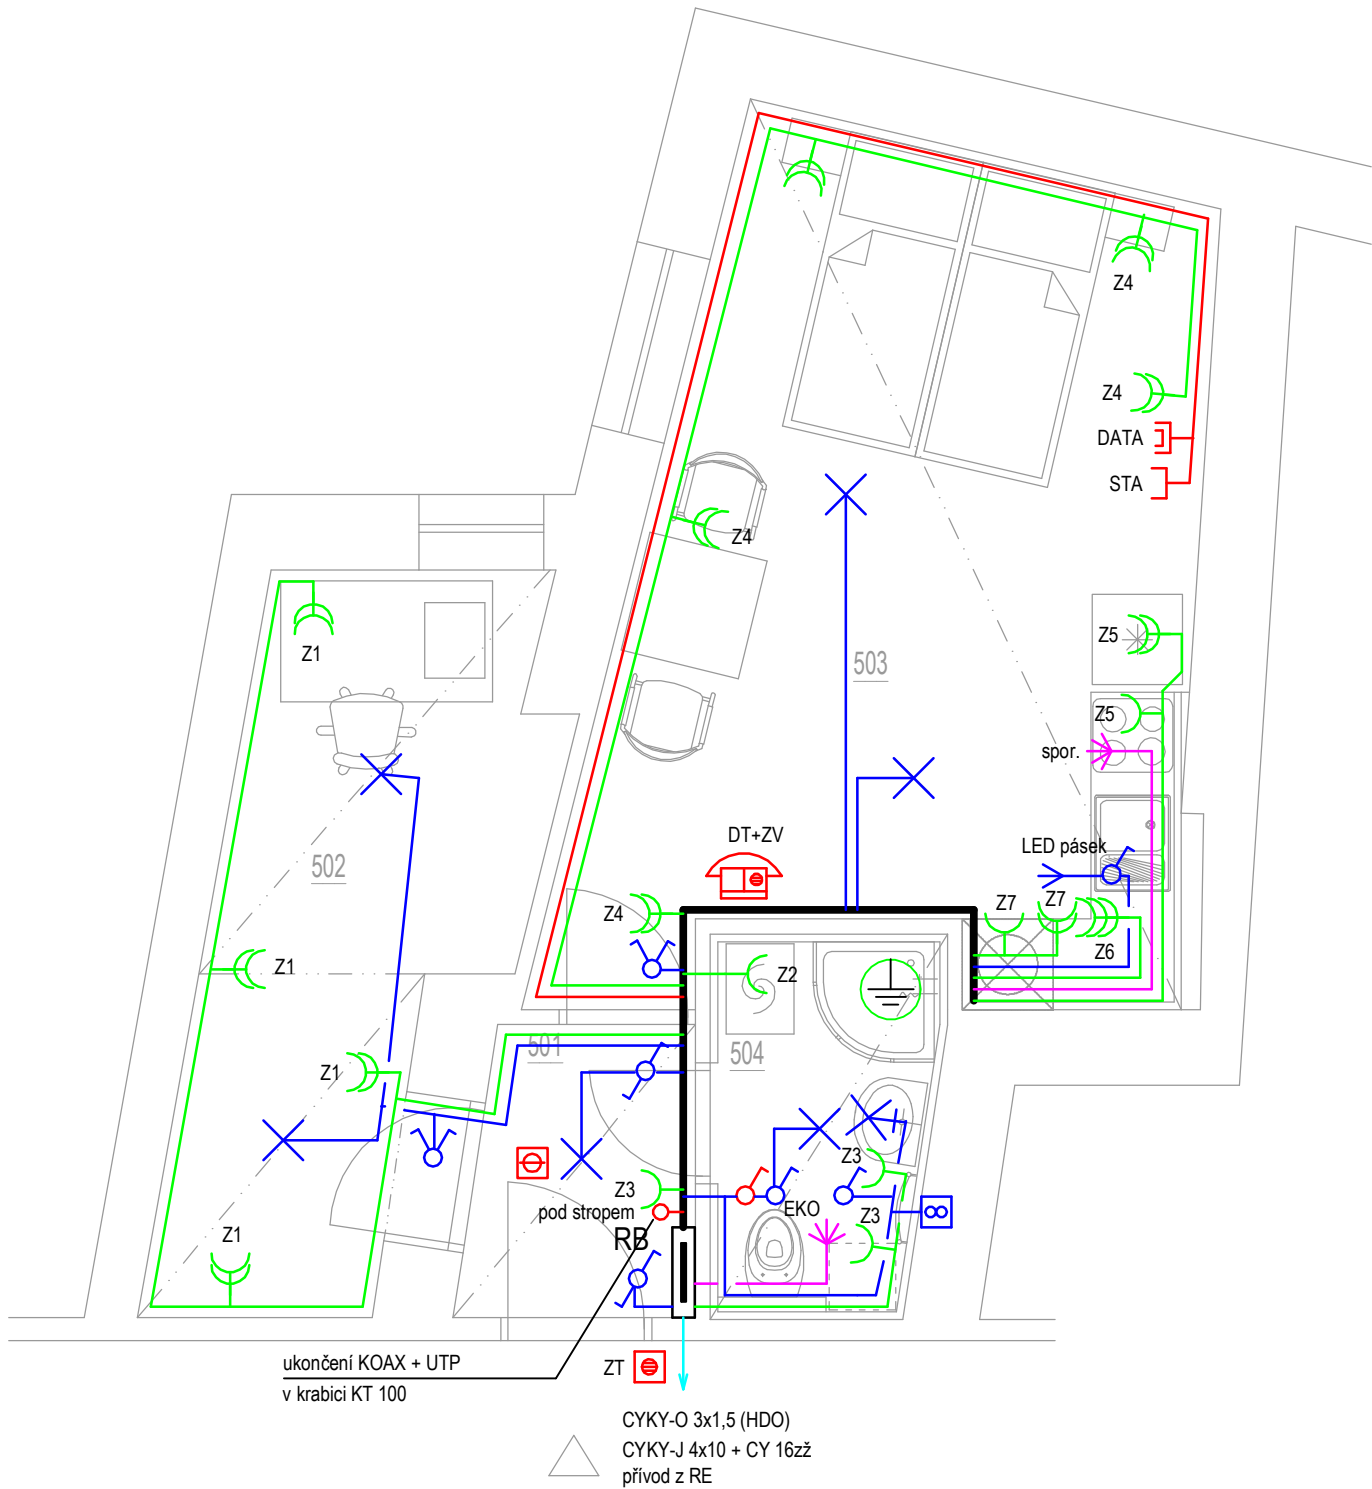 Z4
Z4
DATA
STA
Z4
Z1
Z5
503
Z5
spor.
DT+ZV
LED pásek
502
Z7
Z7
Z4
Z6
Z1
Z2
501
504
Z1
Z3
Z3
pod stropem
EKO
Z3
Z1
RB
ukončení KOAX + UTP
v krabici KT 100
ZT
CYKY-O 3x1,5 (HDO)
CYKY-J 4x10 + CY 16zž
přívod z RE